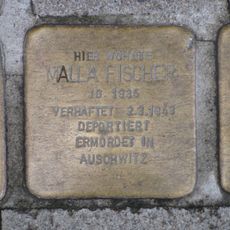 HIER WOHNTE
MALLA FISCHER
JG. 1935
VERHAFTET 2.3.1943
DEPORTIERT
ERMORDET IN
AUSCHWITZ